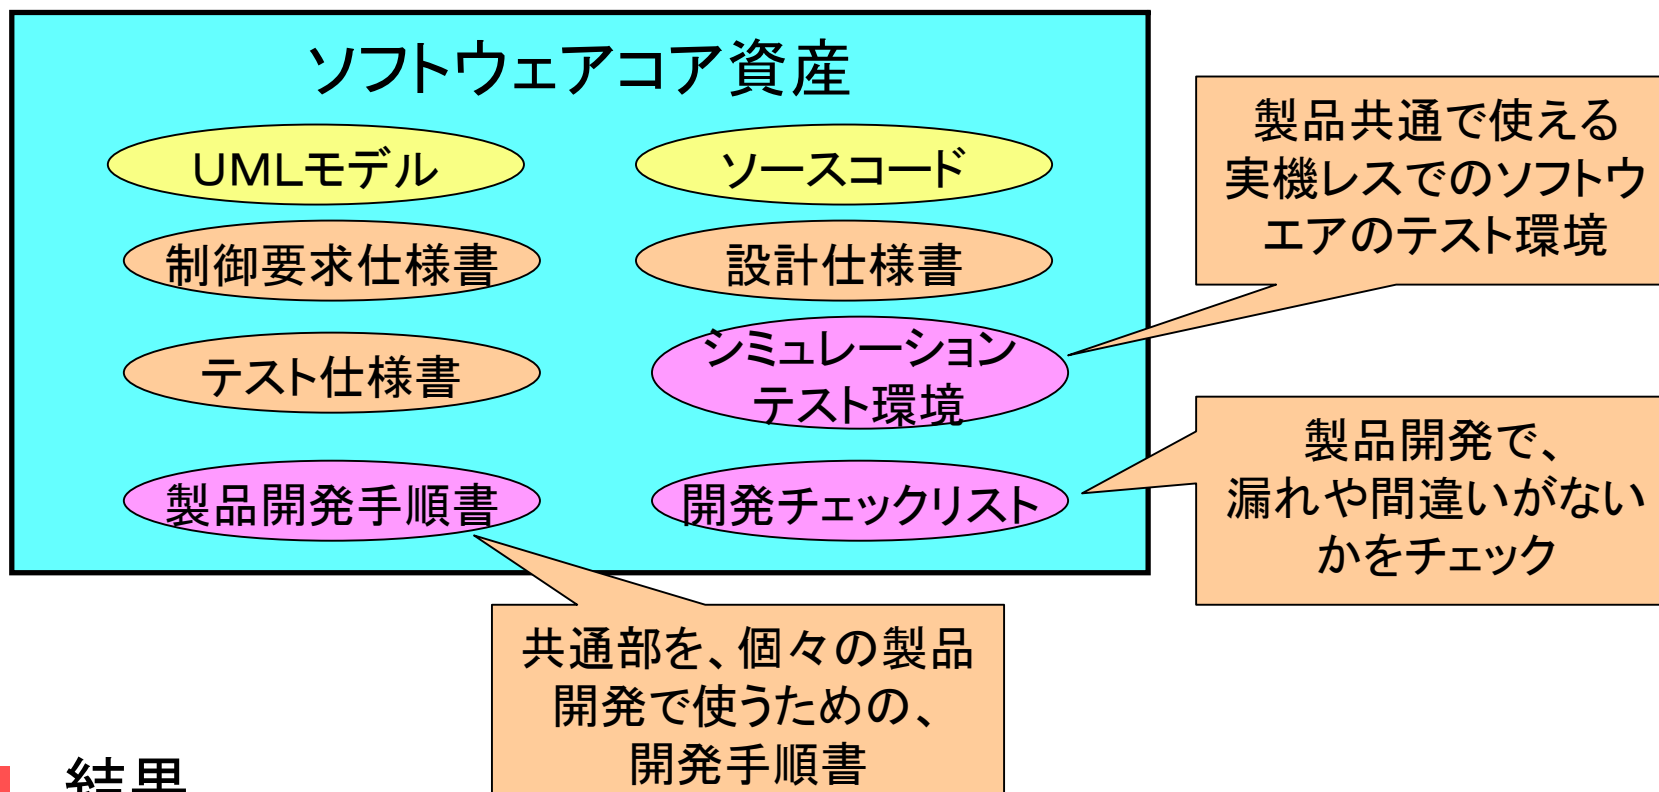 ソフトウェアコア資産
UMLモデル
ソースコード
制御要求仕様書
設計仕様書
テスト仕様書
シミュレーション
テスト環境
製品開発手順書
開発チェックリスト
製品共通で使える
実機レスでのソフトウ
エアのテスト環境
製品開発で、
漏れや間違いがない
かをチェック
共通部を、個々の製品
開発で使うための、
開発手順書
結果